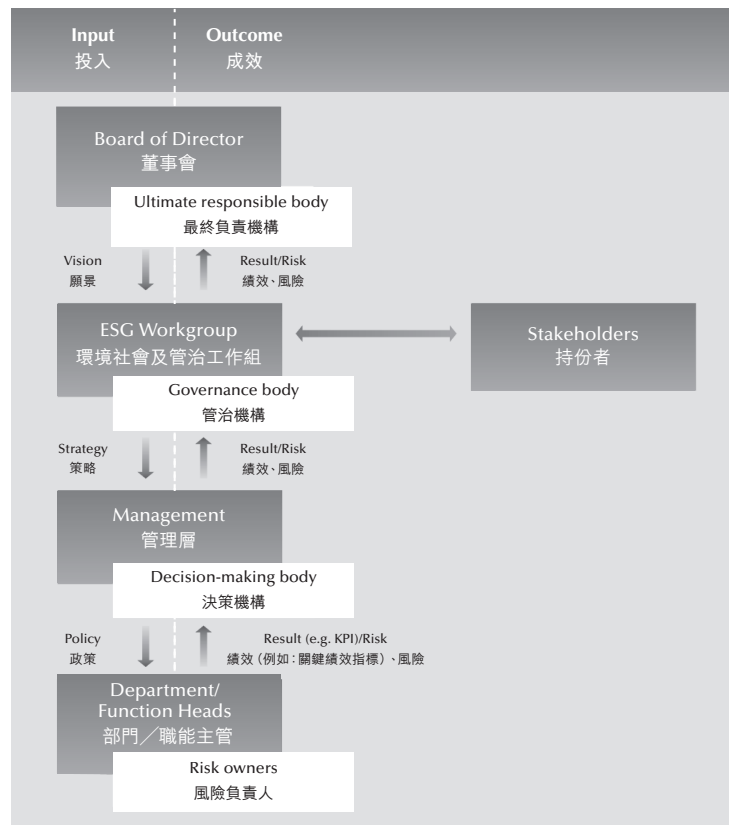 Input
投入
Outcome
成效
Board of Director
董事會
Ultimate responsible body
最終負責機構
Vision
願景
Result/Risk
績效、風險
ESG Workgroup
環境社會及管治工作組
Stakeholders
持份者
Governance body
管治機構
Strategy
策略
Result/Risk
績效、風險
Management
管理層
Decision-making body
決策機構
Policy
政策
Result (e.g. KPI)/Risk
績效（例如：關鍵績效指標）、風險
Department/
Function Heads
部門／職能主管
Risk owners
風險負責人